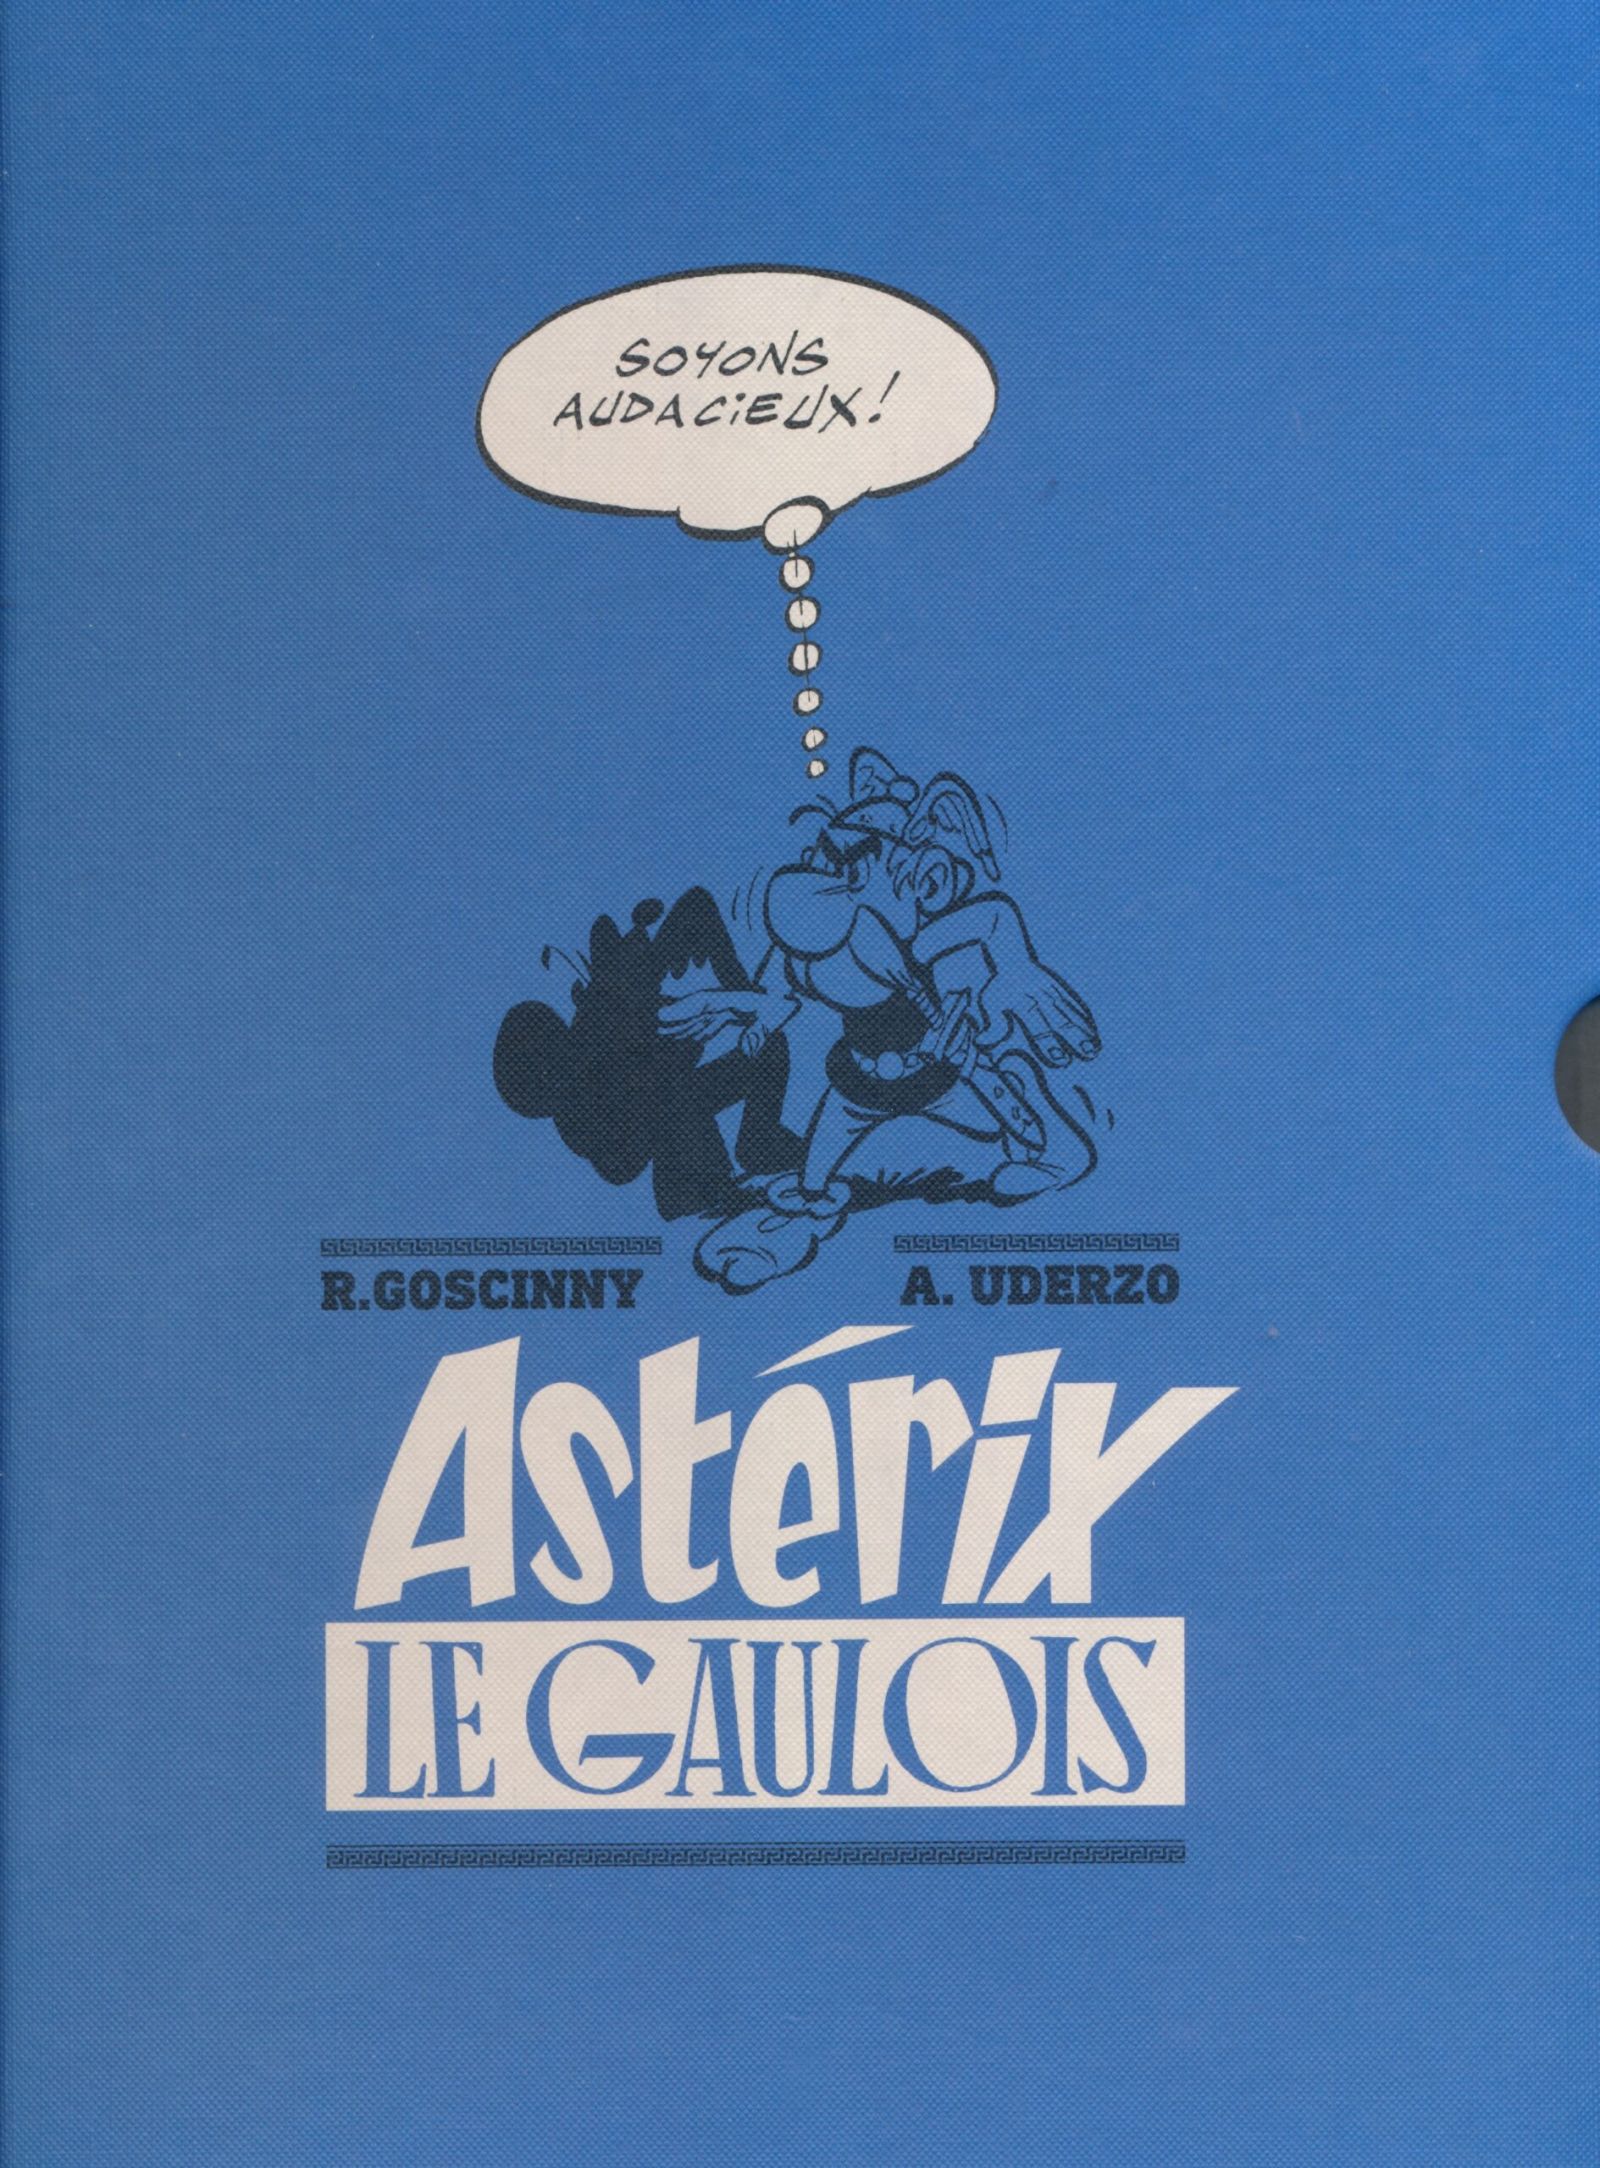 SOYONS
AUDACIEUX!
R.GOSCINNY A. UDERZO
Astérix
LE GAULOIS